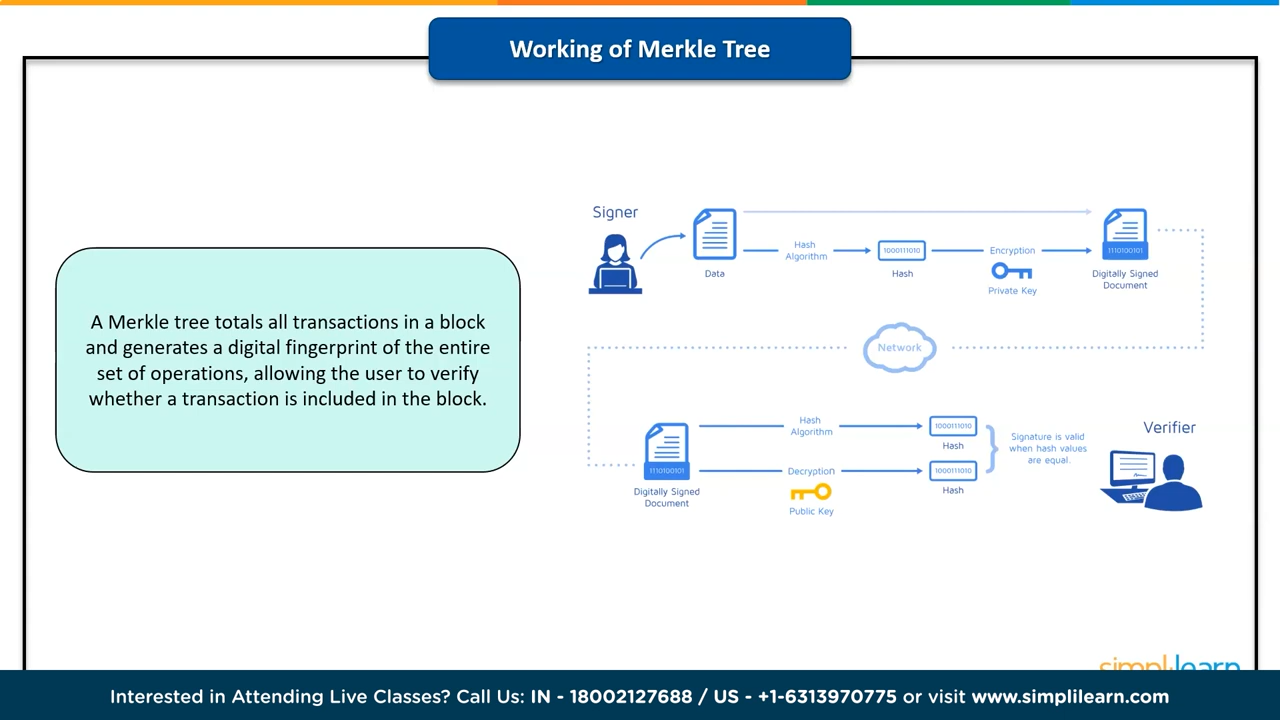 Working of Merkle Tree
A Merkle tree totals all transactions in a block
and generates a digital fingerprint of the entire
set of operations, allowing the user to verify
whether a transaction is included in the block.
Signer
Data
Hash
Algorithm
1000111010
Hash
Encryption
Private Key
1110100101
Digitally Signed
Document
Network
1110100101
Digitally Signed
Document
Hash
Algorithm
1000111010
Hash
Decryption
Public Key
1000111010
Hash
Signature is valid
when hash values
are equal.
Verifier
simplilearn
Interested in Attending Live Classes? Call Us: IN - 18002127688 / US - +1-6313970775 or visit www.simplilearn.com